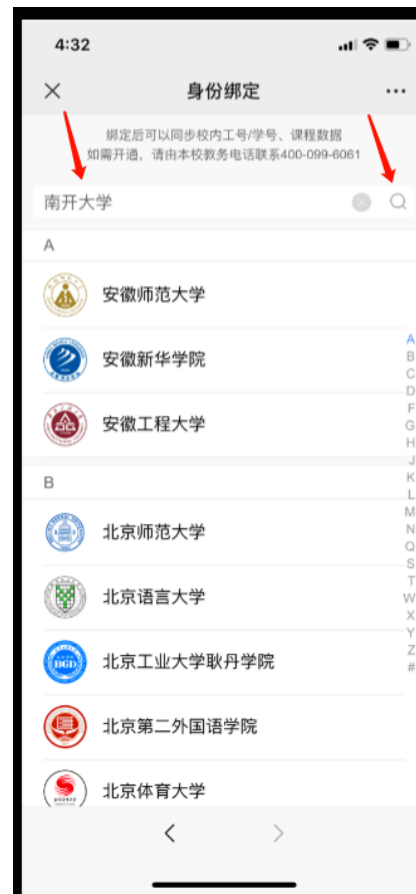 4:32
身份绑定
绑定后可以同步校内工号/学号、课程数据
如需开通，请由本校教务电话联系400-099-6061
南开大学
A
安徽师范大学
安徽新华学院
安徽工程大学
B
北京师范大学
北京语言大学
北京工业大学耿丹学院
北京第二外国语学院
北京体育大学
A
B
C
D
F
G
H
J
K
L
M
N
Q
S
T
W
X
Y
Z
#